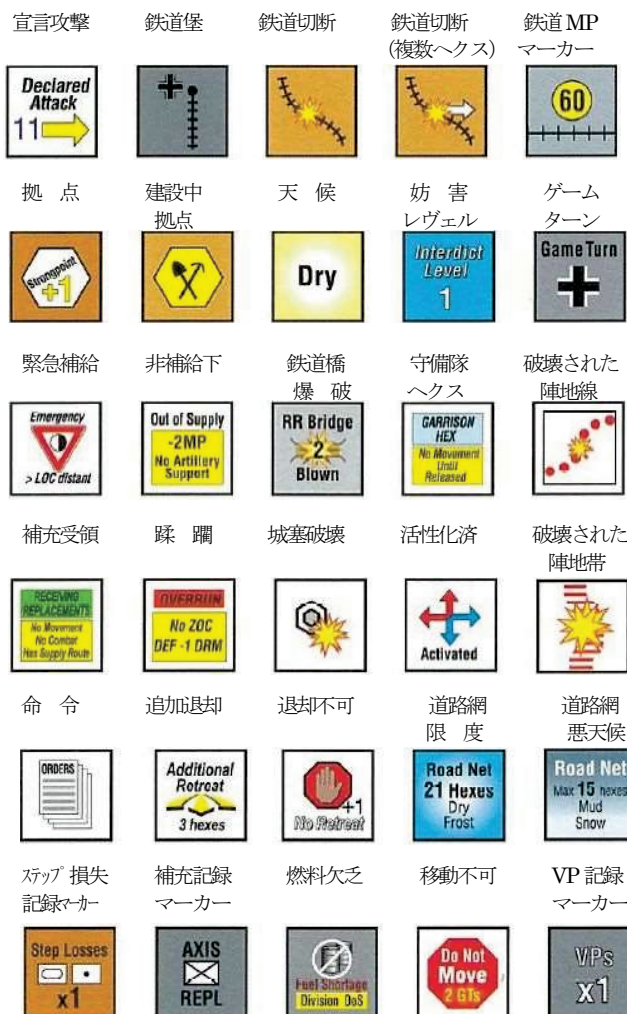 宣言攻撃
鉄道堡
鉄道切断
鉄道切断
(複数ヘクス)
鉄道MP
マーカー
Declared
Attack
11
60
拠 点
建設中
拠点
天 候
妨 害
レヴェル
ゲーム
ターン
Strongpoint
+1
Dry
Interdict
Level
1
Game Turn
緊急補給
非補給下
鉄道橋
爆 破
守備隊
ヘクス
破壊された
陣地線
Emergency
> LOC distant
Out of Supply
-2MP
No Artillery
Support
RR Bridge
2
Blown
GARRISON
HEX
No Movement
Until
Released
補充受領
蹂 躙
城塞破壊
活性化済
破壊された
陣地帯
RECEIVING
REPLACEMENTS
No Movement
No Combat
Has Supply Route
OVERRUN
No ZOC
DEF -1 DRM
Activated
命 令
追加退却
退却不可
道路網
限 度
道路網
悪天候
ORDERS
Additional
Retreat
3 hexes
+1
No Retreat
Road Net
21 Hexes
Dry
Frost
Road Net
Max 15 hexes
Mud
Snow
ステップ 損失
記録マーカー
補充記録
マーカー
燃料欠乏
移動不可
VP 記録
マーカー
Step Losses
x1
AXIS
REPL
Fuel Shortage
Division DoS
Do Not
Move
2 GTs
VPs
x1